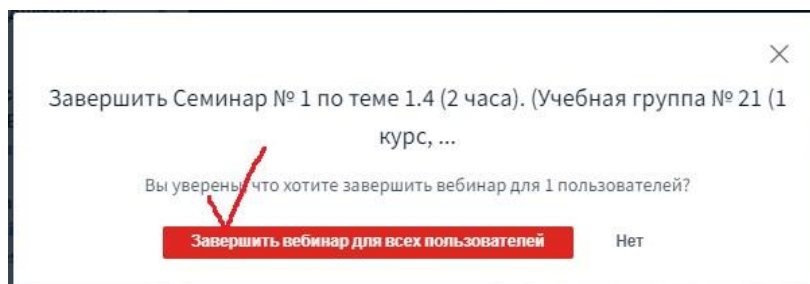 Завершить Семинар № 1 по теме 1.4 (2 часа). (Учебная группа № 21 (1
курс, ...
Вы уверены, что хотите завершить вебинар для 1 пользователей?
Завершить вебинар для всех пользователей Нет